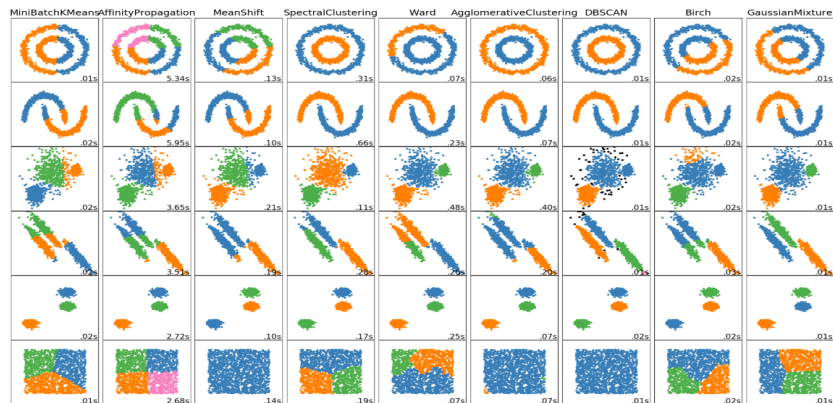 MiniBatchKMeans AffinityPropagation MeanShift SpectralClustering Ward AgglomerativeClustering DBSCAN Birch GaussianMixture
.01s 5.34s .13s .31s .07s .06s .01s .02s .01s
.02s 5.95s .10s .66s .23s .07s .01s .02s .01s
.02s 3.65s .21s .11s .48s .40s .01s .02s .01s
.02s 3.51s .19s .20s .01s .03s .01s
.02s 2.72s .10s .17s .25s .07s .02s .02s .01s
.01s 2.68s .14s .19s .07s .07s .01s .02s .01s